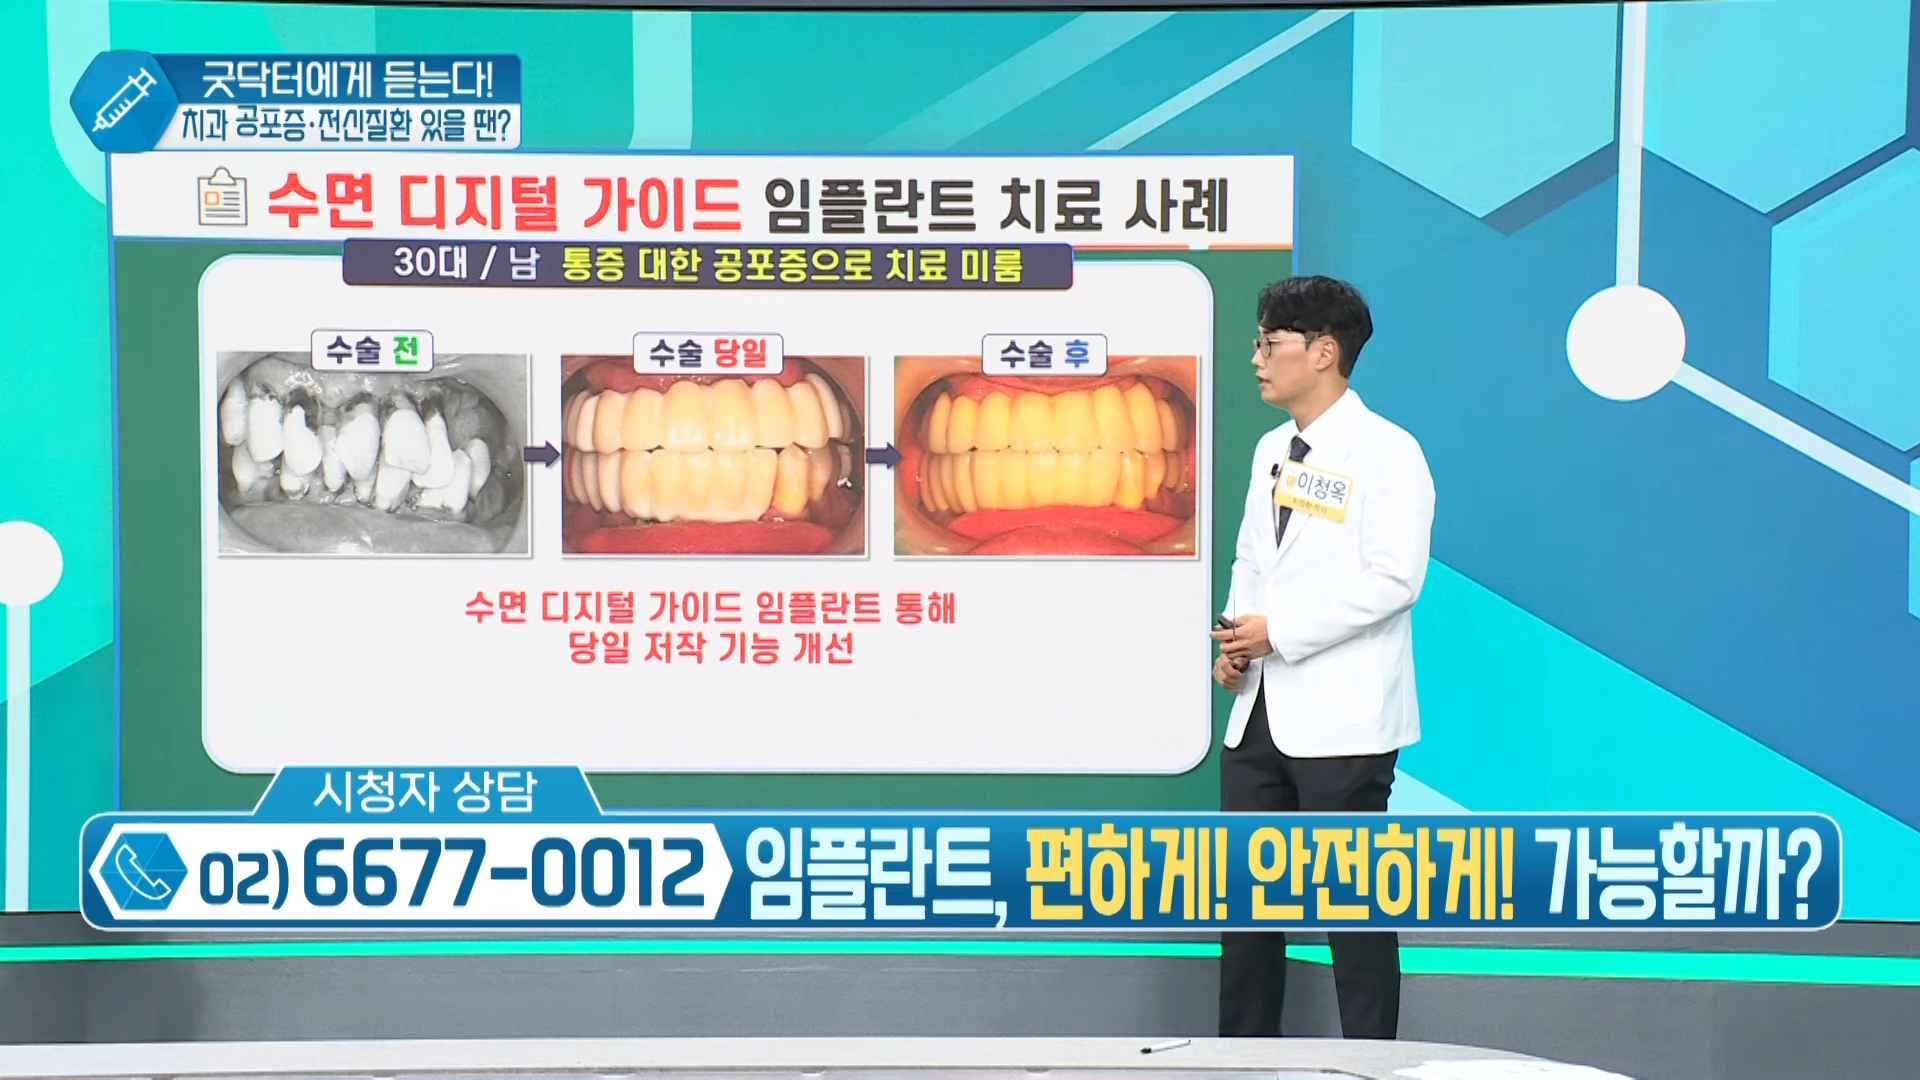 굿닥터에게 듣는다!
치과 공포증·전신질환 있을 땐?
수면 디지털 가이드 임플란트 치료 사례
30대 / 남 통증 대한 공포증으로 치료 미룸
수술 전
수술 당일
수술 후
수면 디지털 가이드 임플란트 통해
당일 저작 기능 개선
이청옥
시청자 상담
02) 6677-0012
임플란트, 편하게! 안전하게! 가능할까?